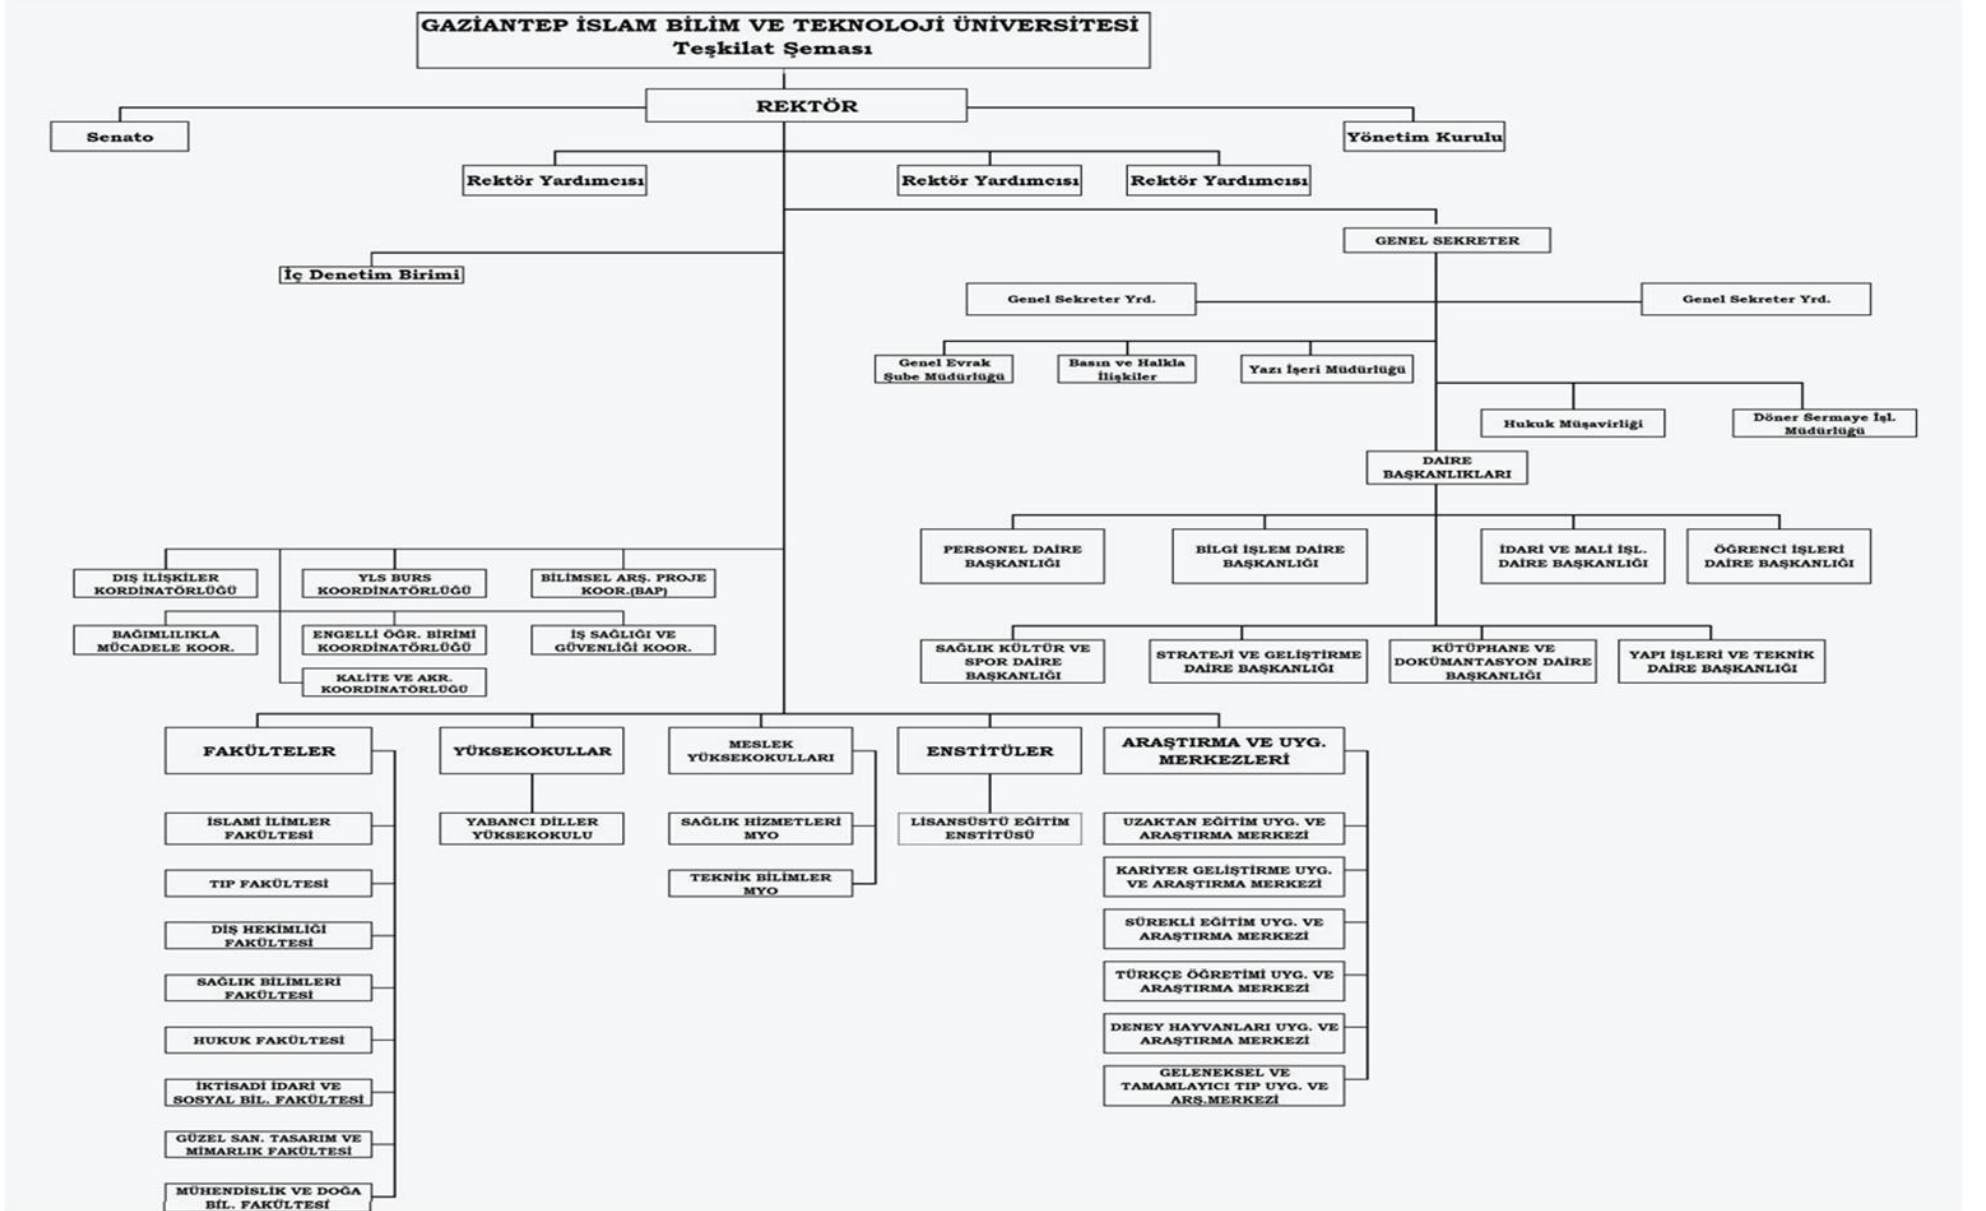 GAZİANTEP İSLAM BİLİM VE TEKNOLOJİ ÜNİVERSİTESİ
Teşkilat Şeması
REKTÖR
Senato
Yönetim Kurulu
Rektör Yardımcısı
Rektör Yardımcısı
Rektör Yardımcısı
GENEL SEKRETER
İç Denetim Birimi
Genel Sekreter Yrd.
Genel Sekreter Yrd.
Genel Evrak
Şube Müdürlüğü
Basın ve Halkla
İlişkiler
Yazı İşeri Müdürlüğü
Hukuk Müşavirliği
Döner Sermaye İşl.
Müdürlüğü
DAİRE
BAŞKANLIKLARI
PERSONEL DAİRE
BAŞKANLIĞI
BİLGİ İŞLEM DAİRE
BAŞKANLIĞI
İDARİ VE MALİ İŞL.
DAİRE BAŞKANLIĞI
ÖĞRENCİ İŞLERİ
DAİRE BAŞKANLIĞI
DIŞ İLİŞKİLER
KORDİNATÖRLÜĞÜ
YLS BURS
KOORDİNATÖRLÜĞÜ
BİLİMSEL ARŞ. PROJE
KOOR.(BAP)
BAĞIMLILIKLA
MÜCADELE KOOR.
ENGELLİ ÖĞR. BİRİMİ
KOORDİNATÖRLÜĞÜ
İŞ SAĞLIĞI VE
GÜVENLİĞİ KOOR.
KALİTE VE AKR.
KOORDİNATÖRLÜĞÜ
SAĞLIK KÜLTÜR VE
SPOR DAİRE
BAŞKANLIĞI
STRATEJİ VE GELİŞTİRME
DAİRE BAŞKANLIĞI
KÜTÜPHANE VE
DOKÜMANTASYON DAİRE
BAŞKANLIĞI
YAPI İŞLERİ VE TEKNİK
DAİRE BAŞKANLIĞI
FAKÜLTELER
YÜKSEKOKULLAR
MESLEK
YÜKSEKOKULLARI
ENSTİTÜLER
ARAŞTIRMA VE UYG.
MERKEZLERİ
İSLAMİ İLİMLER
FAKÜLTESİ
TIP FAKÜLTESİ
DİŞ HEKİMLİĞİ
FAKÜLTESİ
SAĞLIK BİLİMLERİ
FAKÜLTESİ
HUKUK FAKÜLTESİ
İKTİSADİ İDARİ VE
SOSYAL BİL. FAKÜLTESİ
GÜZEL SAN. TASARIM VE
MİMARLIK FAKÜLTESİ
MÜHENDİSLİK VE DOĞA
BİL. FAKÜLTESİ
YABANCI DİLLER
YÜKSEKOKULU
SAĞLIK HİZMETLERİ
MYO
TEKNİK BİLİMLER
MYO
LİSANSÜSTÜ EĞİTİM
ENSTİTÜSÜ
UZAKTAN EĞİTİM UYG. VE
ARAŞTIRMA MERKEZİ
KARİYER GELİŞTİRME UYG.
VE ARAŞTIRMA MERKEZİ
SÜREKLİ EĞİTİM UYG. VE
ARAŞTIRMA MERKEZİ
TÜRKÇE ÖĞRETİMİ UYG. VE
ARAŞTIRMA MERKEZİ
DENEY HAYVANLARI UYG. VE
ARAŞTIRMA MERKEZİ
GELENEKSEL VE
TAMAMLAYICI TIP UYG. VE
ARŞ.MERKEZİ